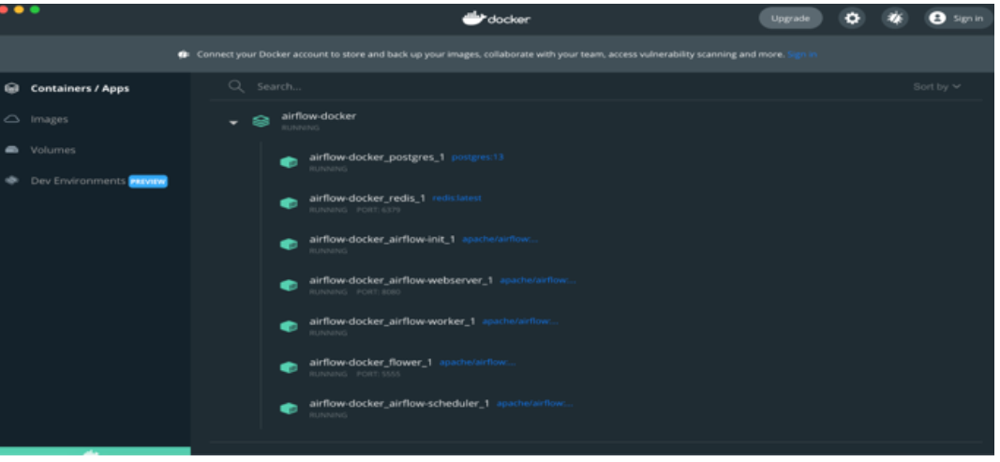 docker
Upgrade
Sign in
Connect your Docker account to store and back up your images, collaborate with your team, access vulnerability scanning and more. Sign in
Containers / Apps
Images
Volumes
Dev Environments PREVIEW
Search...
Sort by
airflow-docker
RUNNING
airflow-docker_postgres_1 postgres:13
RUNNING
airflow-docker_redis_1 redis:latest
RUNNING PORT: 6379
airflow-docker_airflow-init_1 apache/airflow:...
RUNNING
airflow-docker_airflow-webserver_1 apache/airflow:...
RUNNING PORT: 8080
airflow-docker_airflow-worker_1 apache/airflow:...
RUNNING
airflow-docker_flower_1 apache/airflow:...
RUNNING PORT: 5555
airflow-docker_airflow-scheduler_1 apache/airflow:...
RUNNING